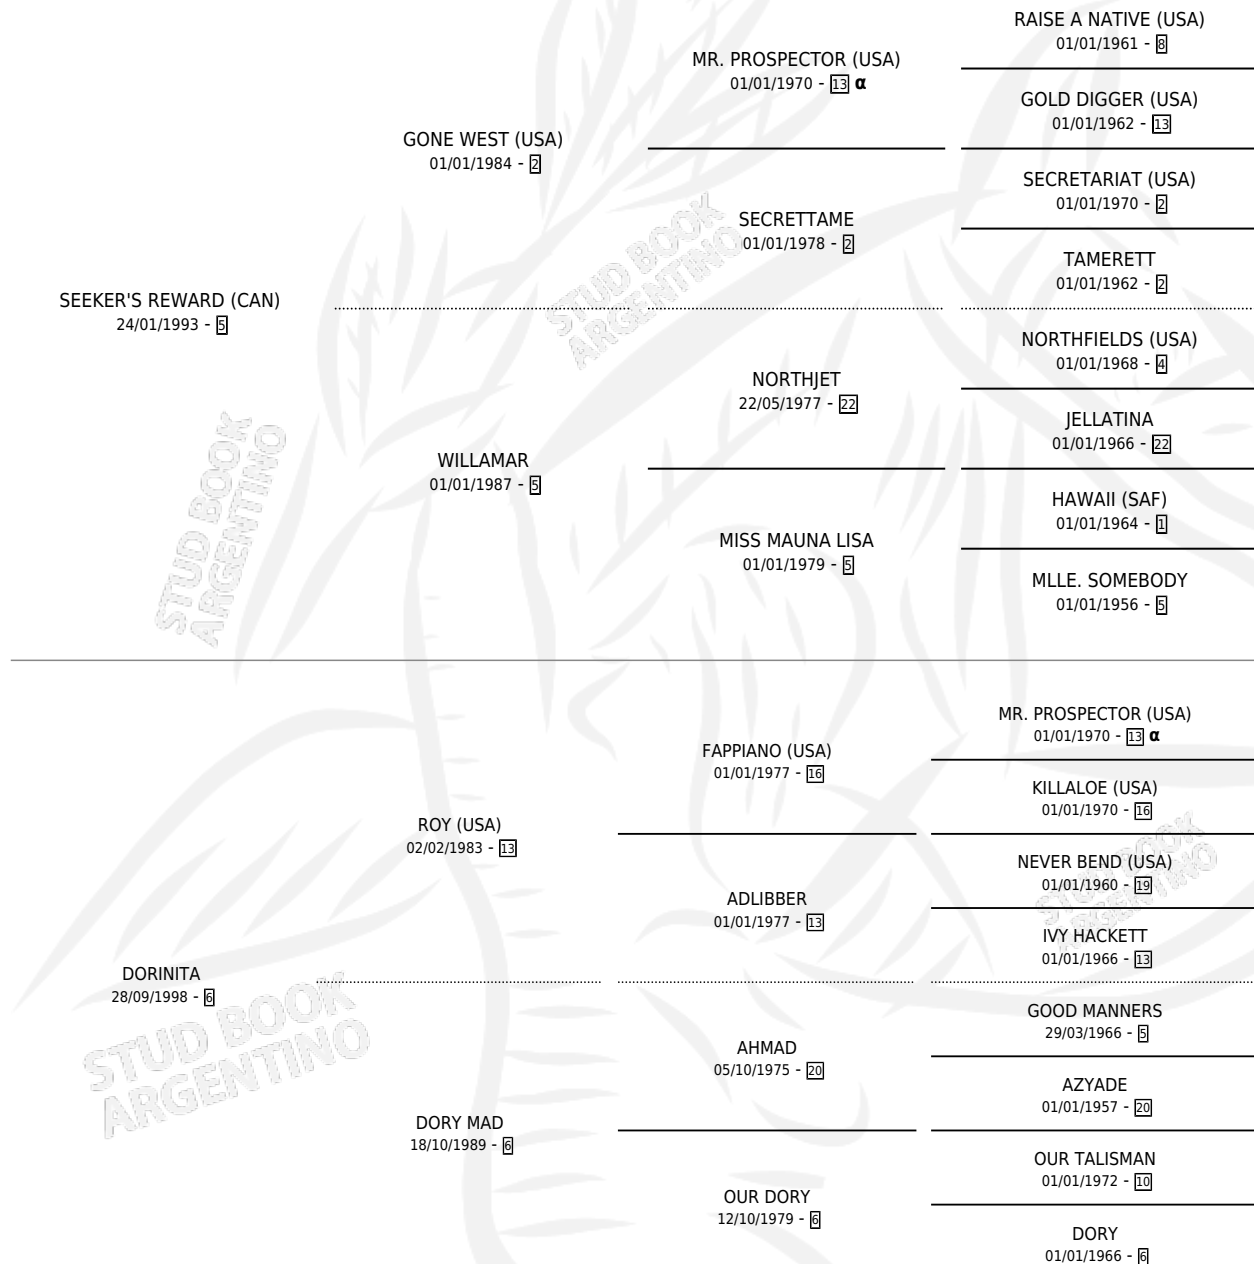 RAISE A NATIVE (USA)
01/01/1961 - 8
MR. PROSPECTOR (USA)
01/01/1970 - 13 α
GOLD DIGGER (USA)
01/01/1962 - 13
GONE WEST (USA)
01/01/1984 - 2
SECRETARIAT (USA)
01/01/1970 - 2
SECRETTAME
01/01/1978 - 2
TAMERETT
01/01/1962 - 2
SEEKER'S REWARD (CAN)
24/01/1993 - 5
NORTHFIELDS (USA)
01/01/1968 - 4
NORTHJET
22/05/1977 - 22
JELLATINA
01/01/1966 - 22
WILLAMAR
01/01/1987 - 5
HAWAII (SAF)
01/01/1964 - 1
MISS MAUNA LISA
01/01/1979 - 5
MLLE. SOMEBODY
01/01/1956 - 5
STUD BOOK
ARGENTINO
STUD BOOK
ARGENTINO
MR. PROSPECTOR (USA)
01/01/1970 - 13 α
FAPPIANO (USA)
01/01/1977 - 16
KILLALOE (USA)
01/01/1970 - 16
ROY (USA)
02/02/1983 - 13
NEVER BEND (USA)
01/01/1960 - 19
ADLIBBER
01/01/1977 - 13
IVY HACKETT
01/01/1966 - 13
DORINITA
28/09/1998 - 6
GOOD MANNERS
29/03/1966 - 5
AHMAD
05/10/1975 - 20
AZYADE
01/01/1957 - 20
DORY MAD
18/10/1989 - 6
OUR TALISMAN
01/01/1972 - 10
OUR DORY
12/10/1979 - 6
DORY
01/01/1966 - 6
STUD BOOK
ARGENTINO
STUD BOOK
ARGENTINO